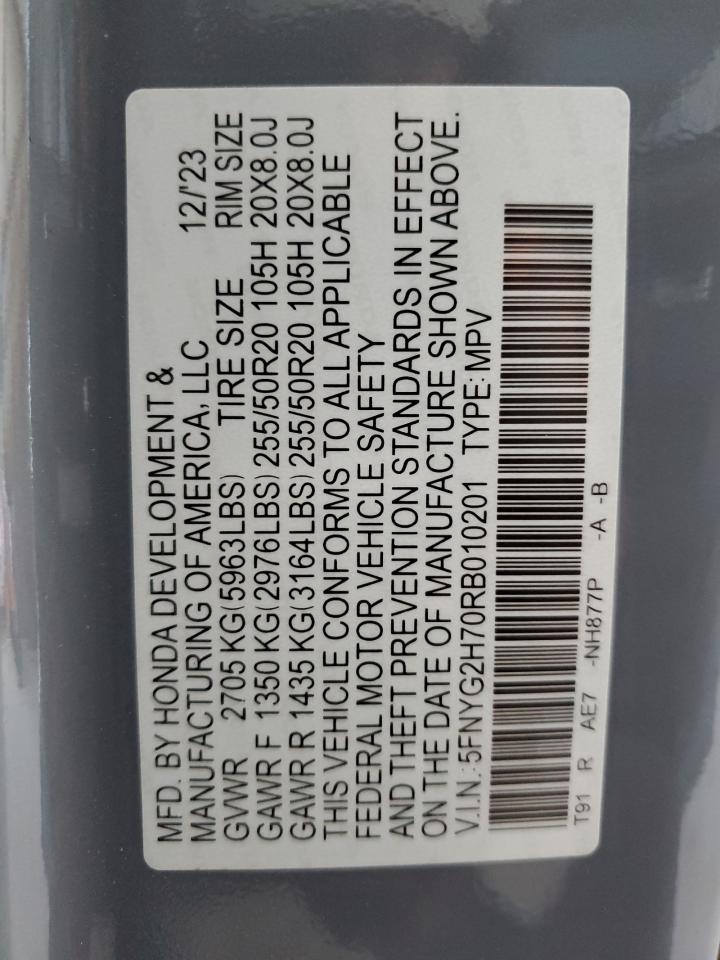 MFD. BY HONDA DEVELOPMENT &
MANUFACTURING OF AMERICA, LLC 12/'23
GVWR 2705 KG(5963LBS) TIRE SIZE RIM SIZE
GAWR F 1350 KG(2976LBS) 255/50R20 105H 20X8.0J
GAWR R 1435 KG(3164LBS) 255/50R20 105H 20X8.0J
THIS VEHICLE CONFORMS TO ALL APPLICABLE
FEDERAL MOTOR VEHICLE SAFETY
AND THEFT PREVENTION STANDARDS IN EFFECT
ON THE DATE OF MANUFACTURE SHOWN ABOVE.
V.I.N.:5FNYG2H70RB010201 TYPE:MPV
T91 R AE7 -NH877P -A -B